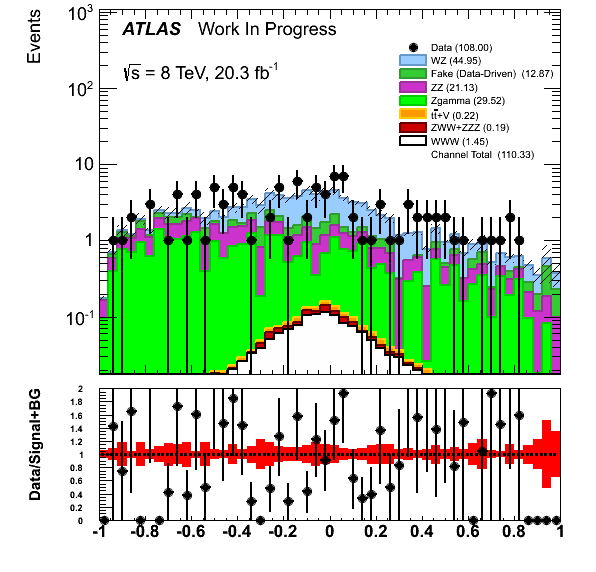 Events
10³
10²
10
1
10⁻¹
ATLAS Work In Progress
√s = 8 TeV, 20.3 fb⁻¹
Data (108.00)
WZ (44.95)
Fake (Data-Driven) (12.87)
ZZ (21.13)
Zgamma (29.52)
tt̄+V (0.22)
ZWW+ZZZ (0.19)
WWW (1.45)
Channel Total (110.33)
Data/Signal+BG
2
1.8
1.6
1.4
1.2
1
0.8
0.6
0.4
0.2
0
-1 -0.8 -0.6 -0.4 -0.2 0 0.2 0.4 0.6 0.8 1